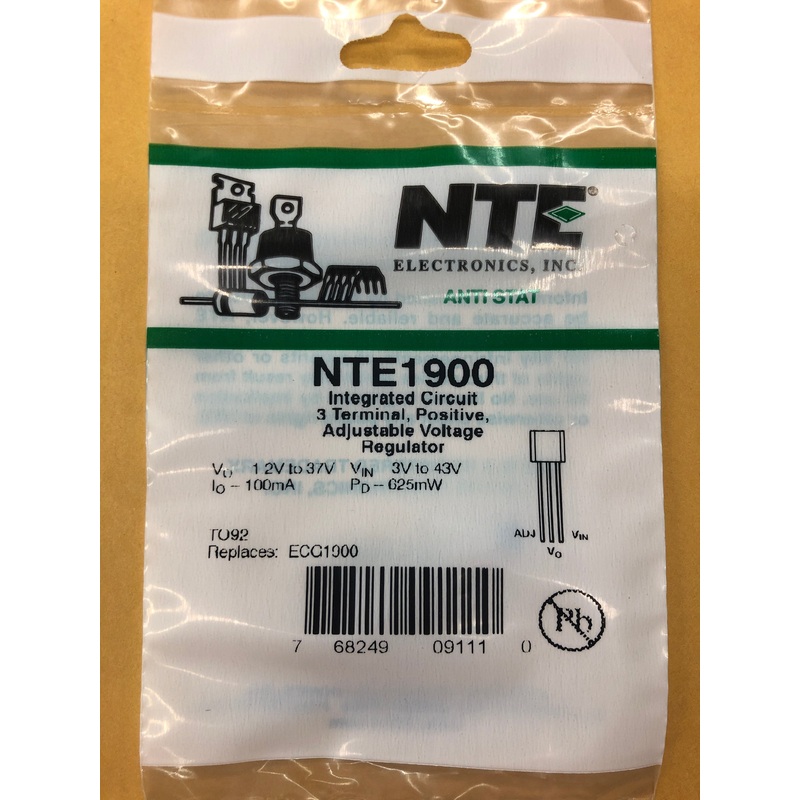 NTE®
ELECTRONICS, INC.
ANTI STAT
NTE1900
Integrated Circuit
3 Terminal, Positive,
Adjustable Voltage
Regulator
VO 1 2V to 37V VIN 3V to 43V
IO – 100mA PD – 625mW
TO92
Replaces: ECG1900
ADJ VIN
VO
Pb
7 68249 09111 0